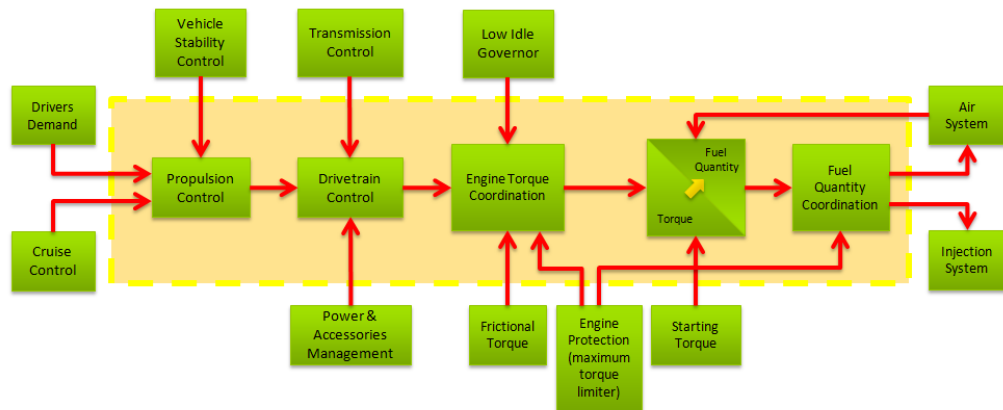 Vehicle
Stability
Control
Transmission
Control
Low Idle
Governor
Drivers
Demand
Air
System
Propulsion
Control
Drivetrain
Control
Engine Torque
Coordination
Fuel
Quantity
Torque
Fuel
Quantity
Coordination
Cruise
Control
Injection
System
Power &
Accessories
Management
Frictional
Torque
Engine
Protection
(maximum
torque
limiter)
Starting
Torque